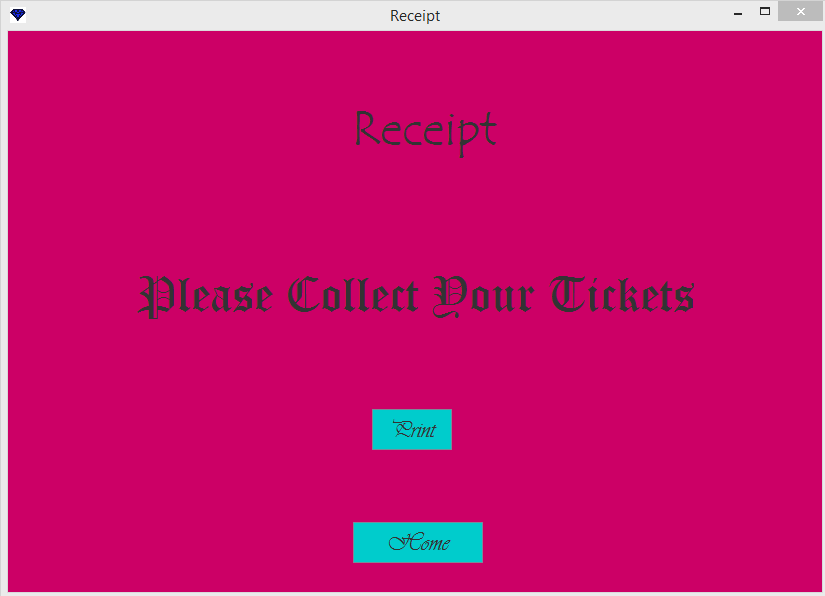 Receipt
Receipt
Please Collect Your Tickets
Print
Home